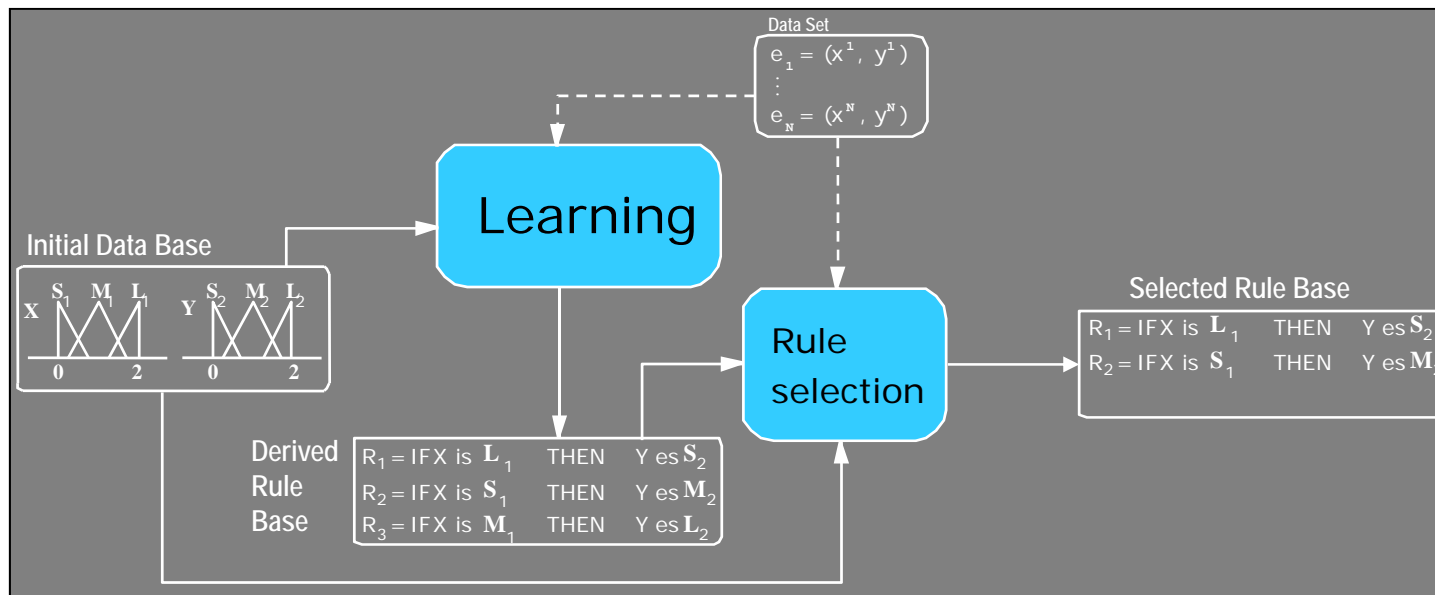 Data Set
e₁ = (x¹, y¹)
⋮
e_N = (x^N, y^N)
Learning
Initial Data Base
X S₁ M₁ L₁ Y S₂ M₂ L₂
0 2 0 2
Rule
selection
Selected Rule Base
R₁ = IFX is L₁ THEN Y es S₂
R₂ = IFX is S₁ THEN Y es M₂
Derived
Rule
Base
R₁ = IFX is L₁ THEN Y es S₂
R₂ = IFX is S₁ THEN Y es M₂
R₃ = IFX is M₁ THEN Y es L₂